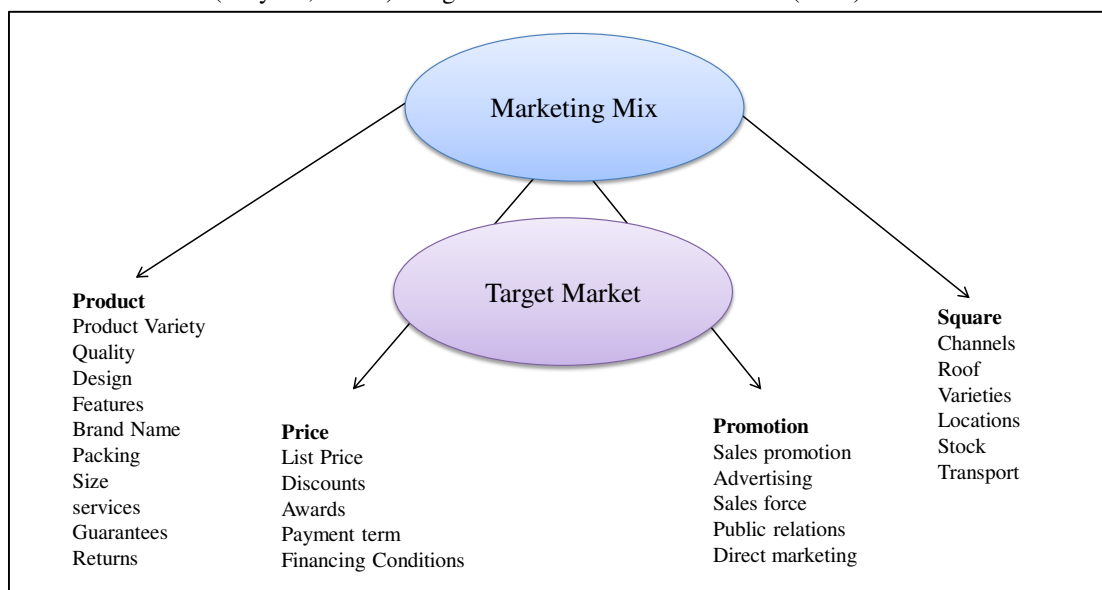 Marketing Mix
Target Market
Product
Product Variety
Quality
Design
Features
Brand Name
Packing
Size
services
Guarantees
Returns
Price
List Price
Discounts
Awards
Payment term
Financing Conditions
Promotion
Sales promotion
Advertising
Sales force
Public relations
Direct marketing
Square
Channels
Roof
Varieties
Locations
Stock
Transport